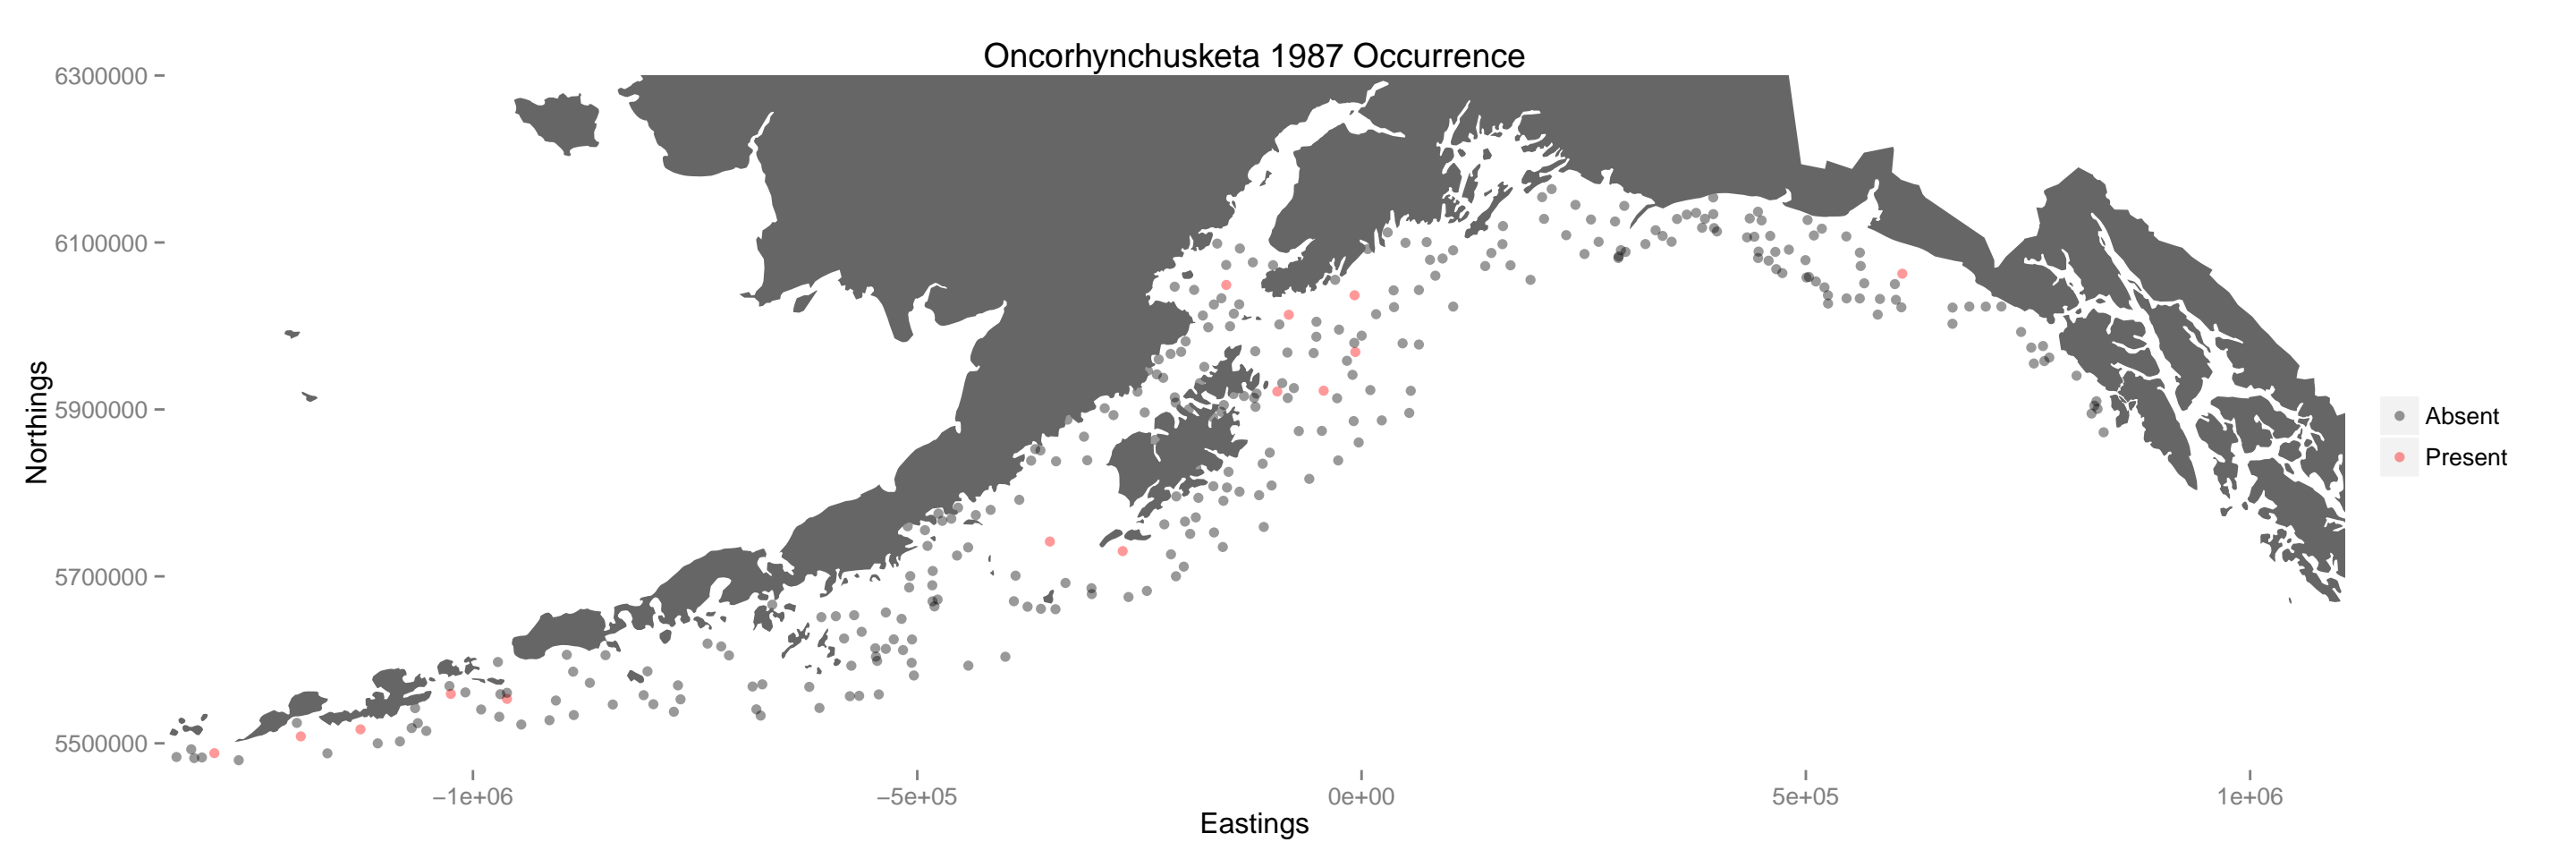 Oncorhynchusketa 1987 Occurrence
6300000
6100000
5900000
5700000
5500000
Northings
−1e+06
−5e+05
0e+00
5e+05
1e+06
Eastings
Absent
Present